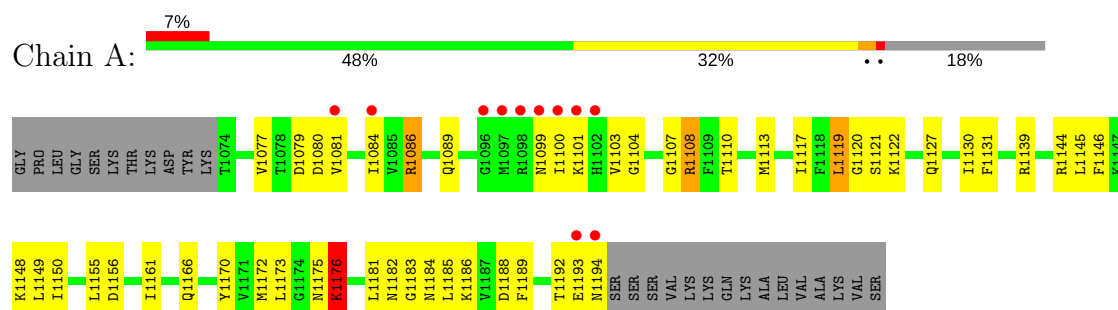 7%
Chain A:
48% 32% • • 18%
GLY PRO LEU GLY SER LYS THR LYS ASP TYR LYS T1074 V1077 T1078 D1079 D1080 V1081 I1084 V1085 R1086 Q1089 G1096 M1097 R1098 N1099 I1100 K1101 H1102 V1103 G1104 G1107 R1108 F1109 T1110 M1113 I1117 F1118 L1119 G1120 S1121 K1122 Q1127 I1130 F1131 R1139 R1144 L1145 F1146 K1147
K1148 L1149 I1150 L1155 D1156 I1161 Q1166 Y1170 V1171 M1172 L1173 G1174 N1175 K1176 L1181 N1182 G1183 N1184 L1185 K1186 V1187 D1188 F1189 T1192 E1193 N1194 SER SER SER VAL LYS LYS GLN LYS ALA LEU VAL ALA LYS VAL SER